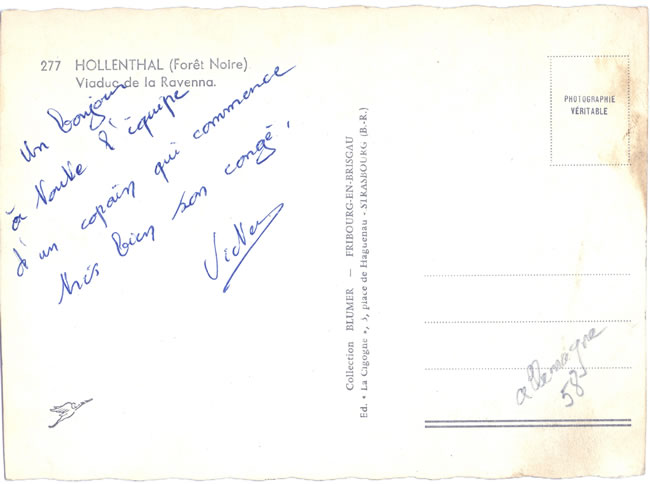 277 HOLLENTHAL (Forêt Noire)
Viaduc de la Ravenna.
Un bonjour
à toute l'équipe
d'un copain qui commence
très bien son congé,
Victor
Collection BLUMER — FRIBOURG-EN-BRISGAU
Ed. • La Cigogne •, 5, place de Haguenau - STRASBOURG (B.-R.)
PHOTOGRAPHIE
VÉRITABLE
allemagne
58